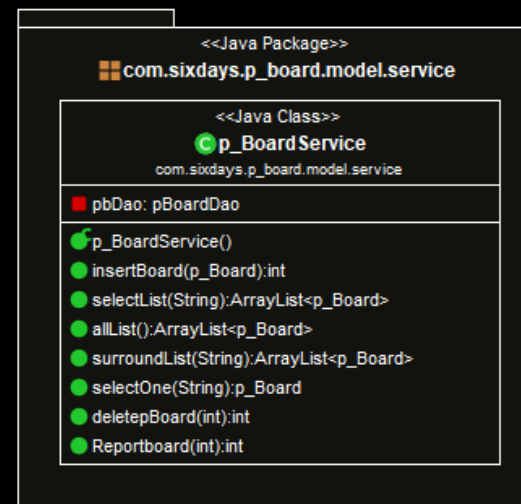 <<Java Package>>
com.sixdays.p_board.model.service
<<Java Class>>
C p_BoardService
com.sixdays.p_board.model.service
pbDao: pBoardDao
p_BoardService()
insertBoard(p_Board):int
selectList(String):ArrayList<p_Board>
allList():ArrayList<p_Board>
surroundList(String):ArrayList<p_Board>
selectOne(String):p_Board
deletepBoard(int):int
Reportboard(int):int